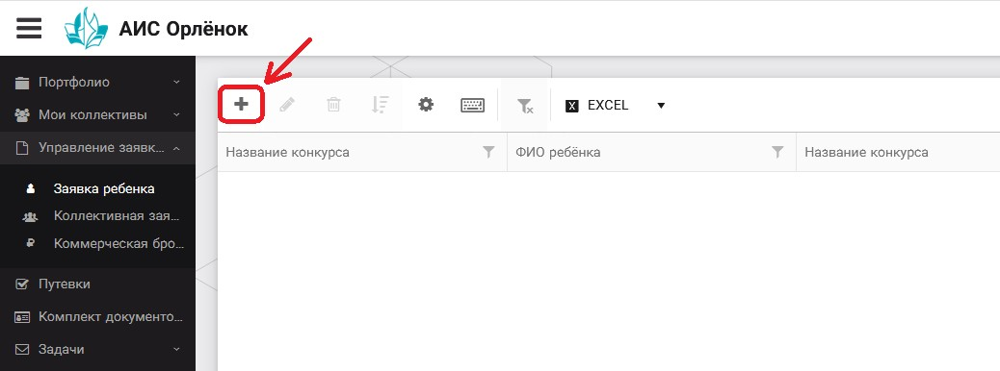 АИС Орлёнок
Портфолио
Мои коллективы
Управление заявк...
Заявка ребенка
Коллективная зая...
Коммерческая бро...
Путевки
Комплект документо...
Задачи
EXCEL
Название конкурса
ФИО ребёнка
Название конкурса